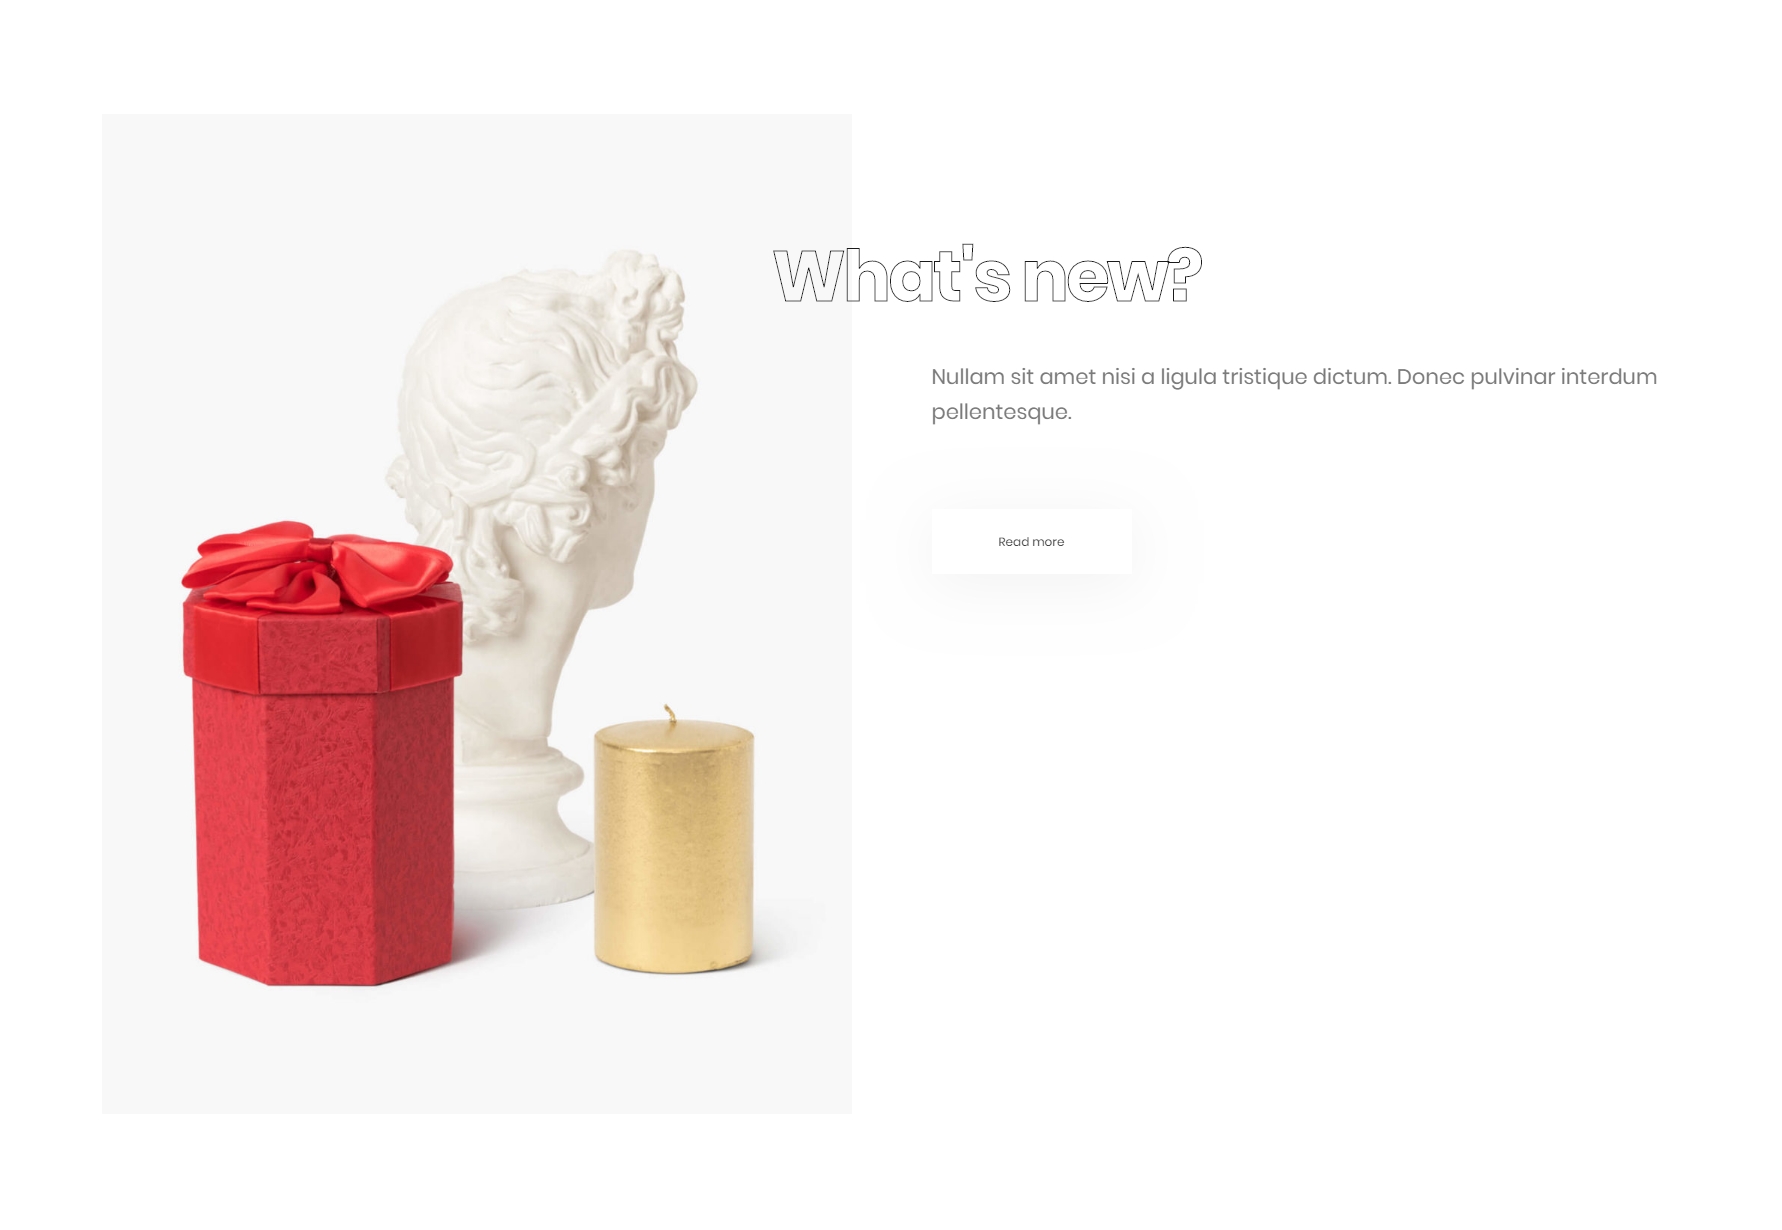 What's new?
Nullam sit amet nisi a ligula tristique dictum. Donec pulvinar interdum
pellentesque.
Read more